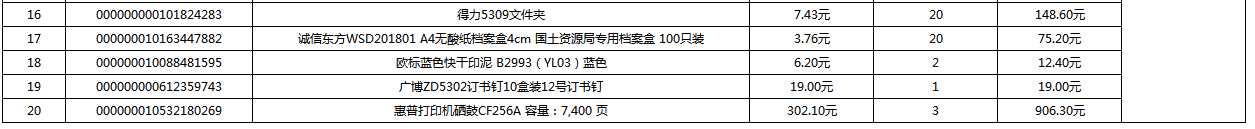 16 000000000101824283 得力5309文件夹 7.43元 20 148.60元
17 000000010163447882 诚信东方WSD201801 A4无酸纸档案盒4cm 国土资源局专用档案盒 100只装 3.76元 20 75.20元
18 000000010088481595 欧标蓝色快干印泥 B2993（YL03）蓝色 6.20元 2 12.40元
19 000000000612359743 广博ZD5302订书钉10盒装12号订书钉 19.00元 1 19.00元
20 000000010532180269 惠普打印机硒鼓CF256A 容量：7,400 页 302.10元 3 906.30元